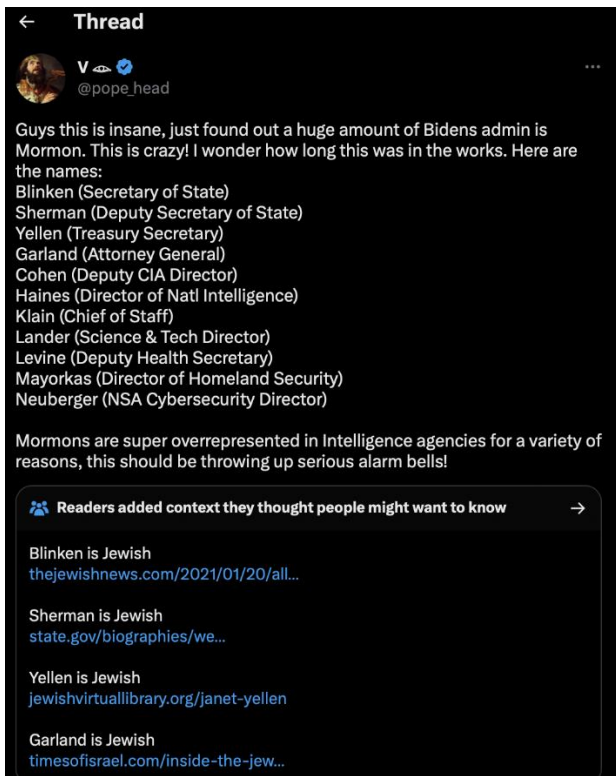 Thread
V
@pope_head
Guys this is insane, just found out a huge amount of Bidens admin is
Mormon. This is crazy! I wonder how long this was in the works. Here are
the names:
Blinken (Secretary of State)
Sherman (Deputy Secretary of State)
Yellen (Treasury Secretary)
Garland (Attorney General)
Cohen (Deputy CIA Director)
Haines (Director of Natl Intelligence)
Klain (Chief of Staff)
Lander (Science & Tech Director)
Levine (Deputy Health Secretary)
Mayorkas (Director of Homeland Security)
Neuberger (NSA Cybersecurity Director)
Mormons are super overrepresented in Intelligence agencies for a variety of
reasons, this should be throwing up serious alarm bells!
Readers added context they thought people might want to know
Blinken is Jewish
thejewishnews.com/2021/01/20/all...
Sherman is Jewish
state.gov/biographies/we...
Yellen is Jewish
jewishvirtuallibrary.org/janet-yellen
Garland is Jewish
timesofisrael.com/inside-the-jew...